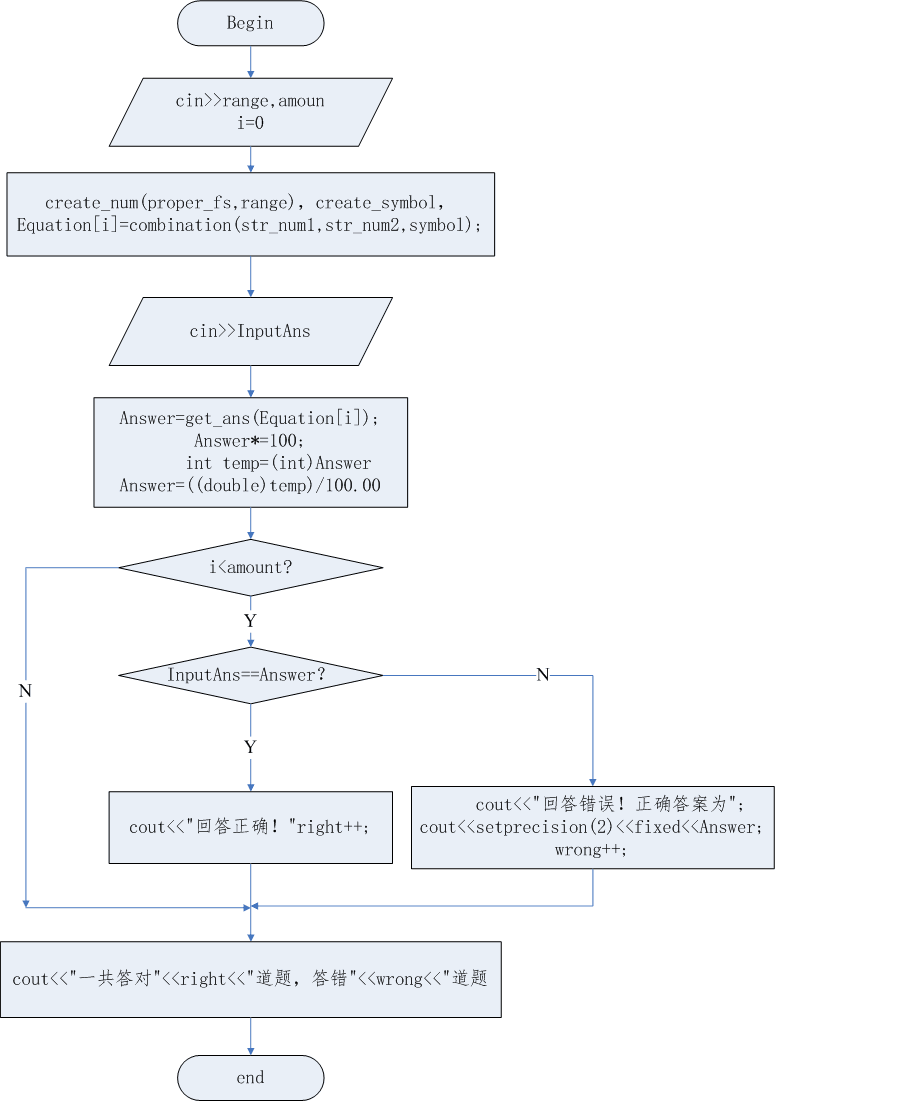 Begin
cin>>range,amoun
i=0
create_num(proper_fs,range), create_symbol,
Equation[i]=combination(str_num1,str_num2,symbol);
cin>>InputAns
Answer=get_ans(Equation[i]);
Answer*=100;
int temp=(int)Answer
Answer=((double)temp)/100.00
i<amount?
Y
InputAns==Answer?
N
N
Y
cout<<"回答正确！"right++;
cout<<"回答错误！正确答案为";
cout<<setprecision(2)<<fixed<<Answer;
wrong++;
cout<<"一共答对"<<right<<"道题，答错"<<wrong<<"道题
end